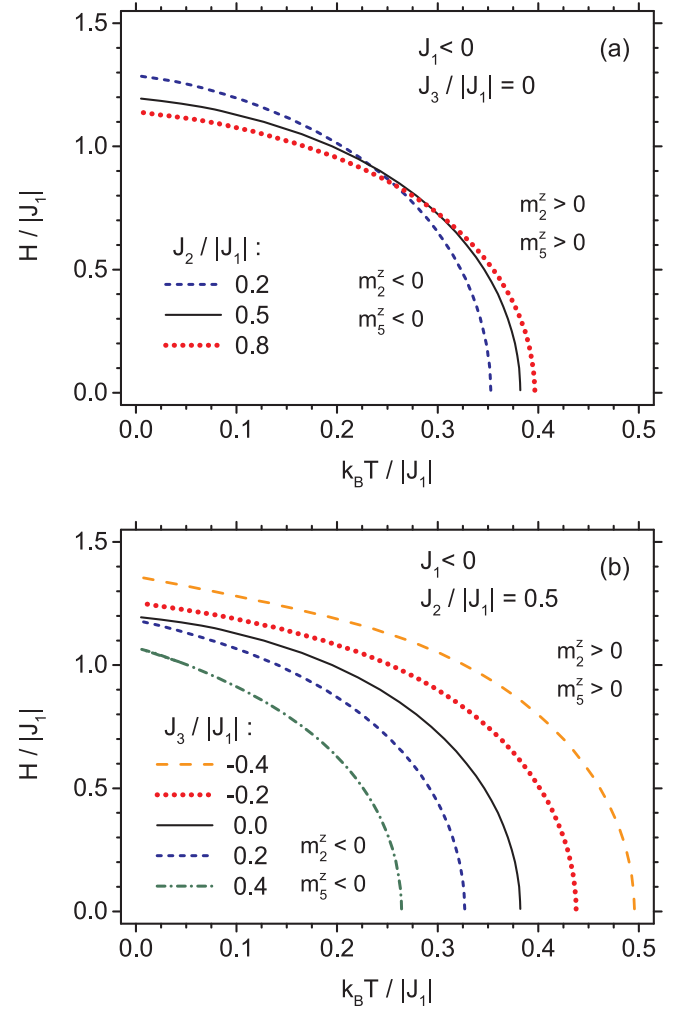 (a)
J₁ < 0
J₃ / |J₁| = 0
m₂ᶻ > 0
m₅ᶻ > 0
J₂ / |J₁| :
0.2
0.5
0.8
m₂ᶻ < 0
m₅ᶻ < 0
1.5
1.0
0.5
0.0
H / |J₁|
0.0 0.1 0.2 0.3 0.4 0.5
k_B T / |J₁|
(b)
J₁ < 0
J₂ / |J₁| = 0.5
m₂ᶻ > 0
m₅ᶻ > 0
J₃ / |J₁| :
-0.4
-0.2
0.0
0.2
0.4
m₂ᶻ < 0
m₅ᶻ < 0
1.5
1.0
0.5
0.0
H / |J₁|
0.0 0.1 0.2 0.3 0.4 0.5
k_B T / |J₁|